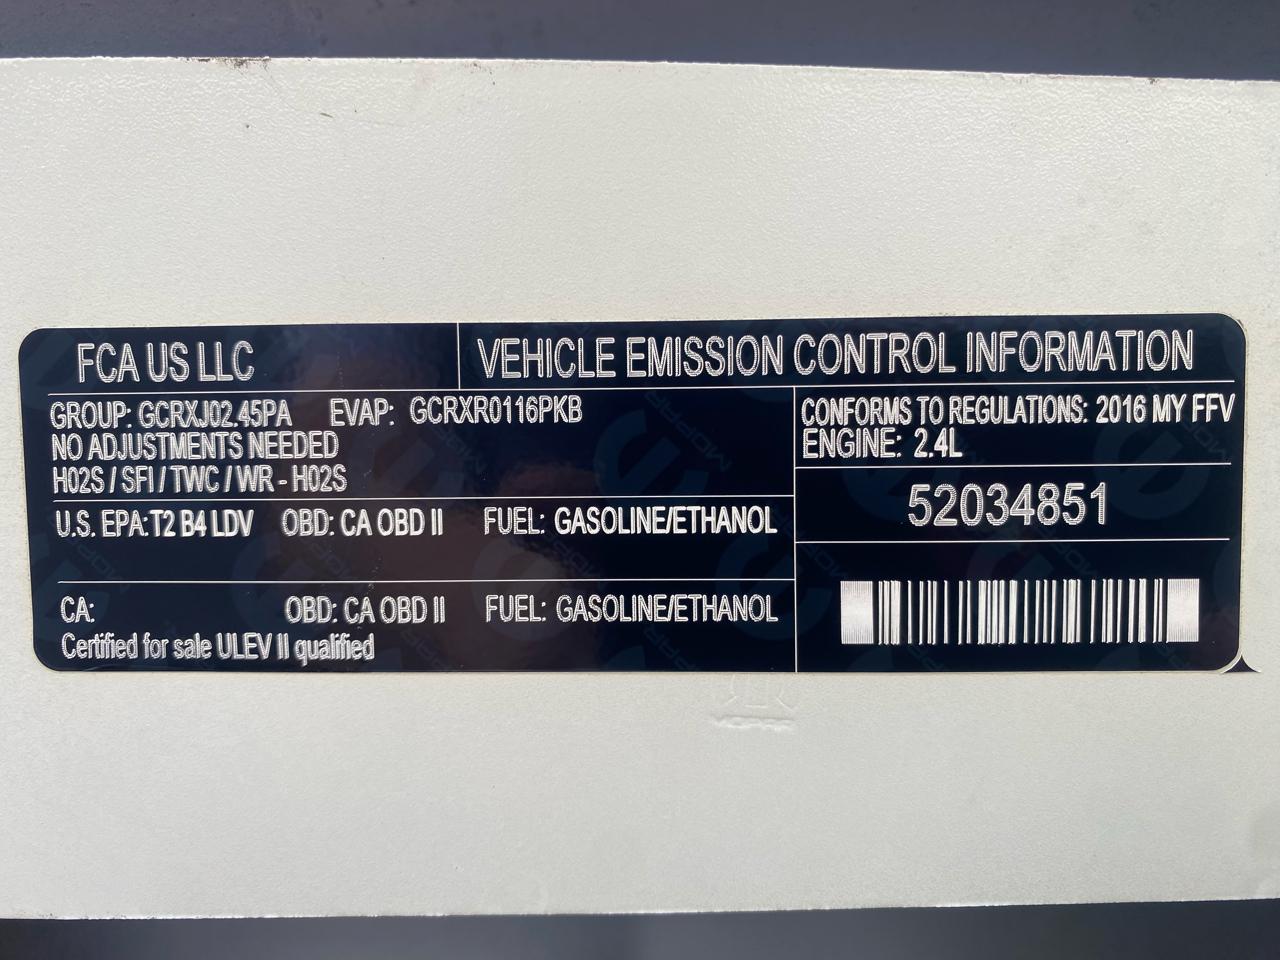 FCA US LLC
VEHICLE EMISSION CONTROL INFORMATION
GROUP: GCRXJ02.45PA EVAP: GCRXR0116PKB
NO ADJUSTMENTS NEEDED
H02S / SFI / TWC / WR - H02S
CONFORMS TO REGULATIONS: 2016 MY FFV
ENGINE: 2.4L
52034851
U.S. EPA: T2 B4 LDV OBD: CA OBD II FUEL: GASOLINE/ETHANOL
CA: OBD: CA OBD II FUEL: GASOLINE/ETHANOL
Certified for sale ULEV II qualified
MOPAR